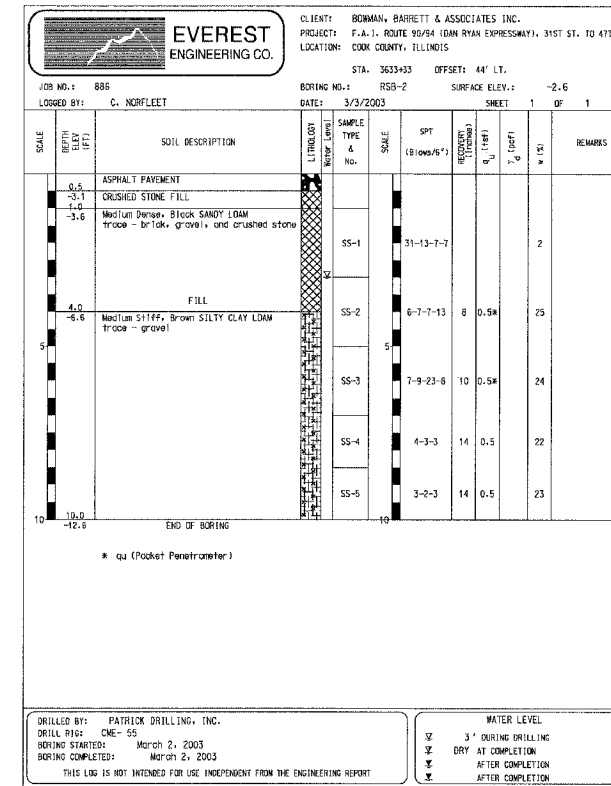 EVEREST
ENGINEERING CO.
CLIENT: BOWMAN, BARRETT & ASSOCIATES INC.
PROJECT: F.A.I. ROUTE 90/94 (DAN RYAN EXPRESSWAY), 31ST ST. TO 47T
LOCATION: COOK COUNTY, ILLINOIS
STA. 3633+33 OFFSET: 44' LT.
JOB NO.: 886 BORING NO.: RSB-2 SURFACE ELEV.: -2.6
LOGGED BY: C. NORFLEET DATE: 3/3/2003 SHEET 1 OF 1
SCALE DEPTH ELEV (FT) SOIL DESCRIPTION LITHOLOGY Water Level SAMPLE TYPE & No. SCALE SPT (Blows/6") RECOVERY (inches) qu (tsf) γd (pcf) w (%) REMARKS
ASPHALT PAVEMENT
0.5
-3.1 CRUSHED STONE FILL
1.0
-3.6 Medium Dense, Black SANDY LOAM
trace - brick, gravel, and crushed stone
SS-1 31-13-7-7 2
FILL
4.0 SS-2 6-7-7-13 8 0.5* 25
-6.6 Medium Stiff, Brown SILTY CLAY LOAM
trace - gravel
5 5
SS-3 7-9-23-8 10 0.5* 24
SS-4 4-3-3 14 0.5 22
SS-5 3-2-3 14 0.5 23
10 10.0 10
-12.6 END OF BORING
* qu (Pocket Penetrometer)
DRILLED BY: PATRICK DRILLING, INC.
DRILL RIG: CME- 55
BORING STARTED: March 2, 2003
BORING COMPLETED: March 2, 2003
THIS LOG IS NOT INTENDED FOR USE INDEPENDENT FROM THE ENGINEERING REPORT
WATER LEVEL
3' DURING DRILLING
DRY AT COMPLETION
AFTER COMPLETION
AFTER COMPLETION